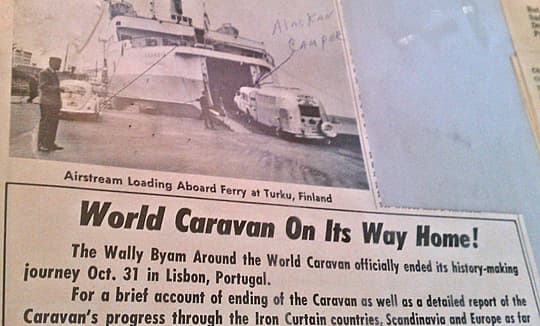 ALASKAN
CAMPER
Airstream Loading Aboard Ferry at Turku, Finland
World Caravan On Its Way Home!
The Wally Byam Around the World Caravan officially ended its history-making
journey Oct. 31 in Lisbon, Portugal.
For a brief account of ending of the Caravan as well as a detailed report of the
Caravan's progress through the Iron Curtain countries, Scandinavia and Europe as far